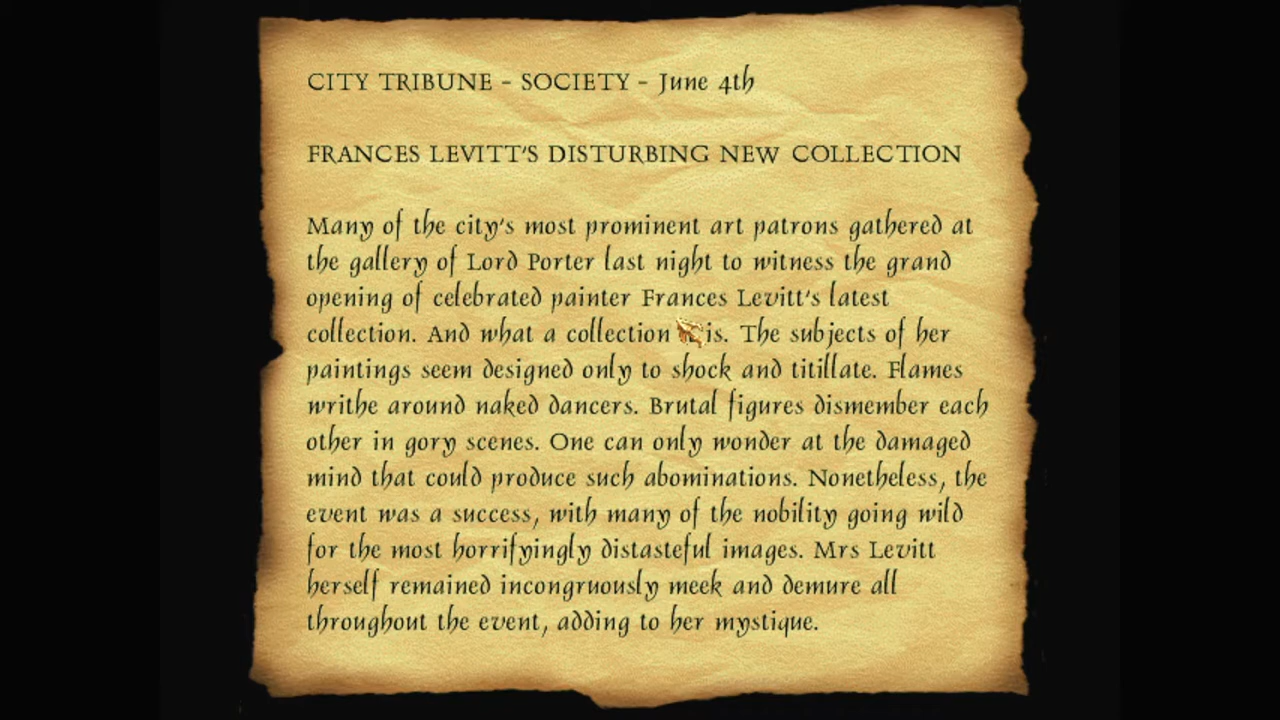 CITY TRIBUNE - SOCIETY - June 4th
FRANCES LEVITT'S DISTURBING NEW COLLECTION
Many of the city's most prominent art patrons gathered at
the gallery of Lord Porter last night to witness the grand
opening of celebrated painter Frances Levitt's latest
collection. And what a collection is. The subjects of her
paintings seem designed only to shock and titillate. Flames
writhe around naked dancers. Brutal figures dismember each
other in gory scenes. One can only wonder at the damaged
mind that could produce such abominations. Nonetheless, the
event was a success, with many of the nobility going wild
for the most horrifyingly distasteful images. Mrs Levitt
herself remained incongruously meek and demure all
throughout the event, adding to her mystique.